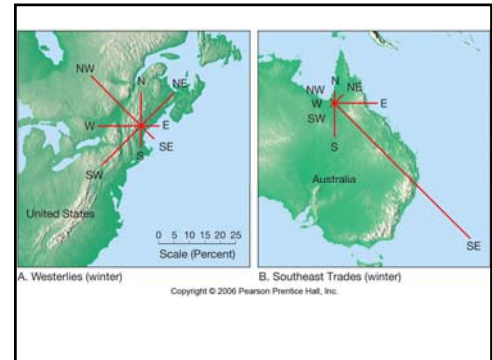 NW
N
NE
W
E
SE
S
SW
United States
0 5 10 15 20 25
Scale (Percent)
A. Westerlies (winter)
N
NW
NE
W
E
SW
S
Australia
SE
B. Southeast Trades (winter)
Copyright © 2006 Pearson Prentice Hall, Inc.